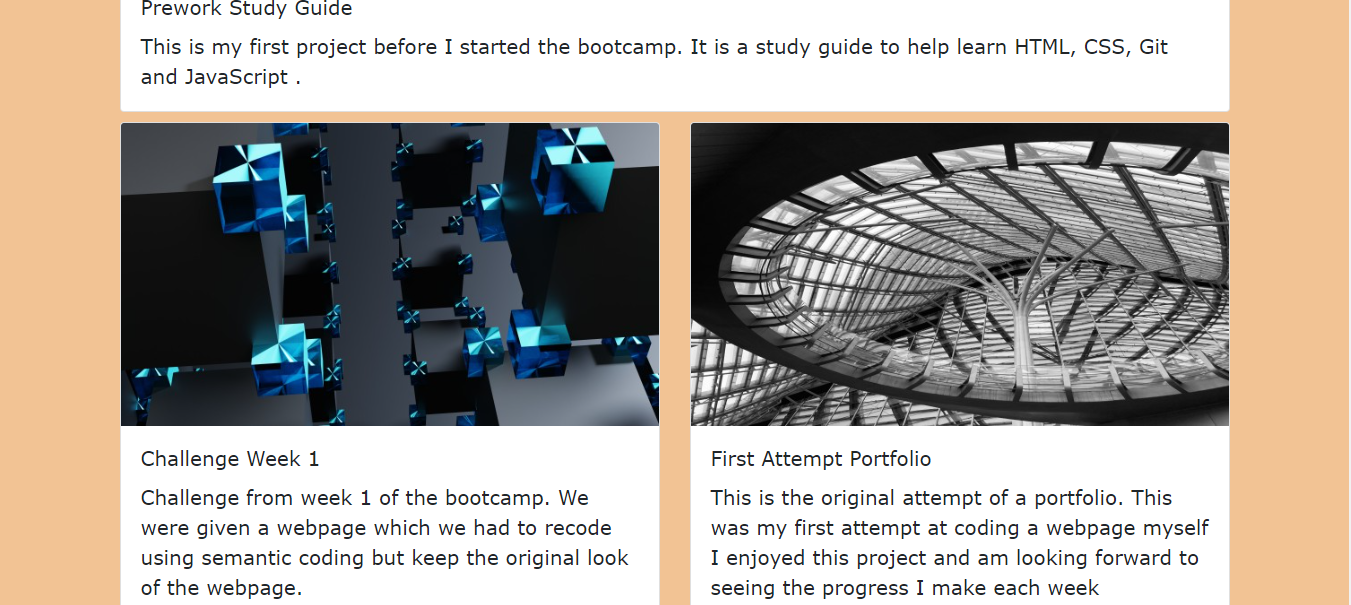 Prework Study Guide
This is my first project before I started the bootcamp. It is a study guide to help learn HTML, CSS, Git
and JavaScript .
Challenge Week 1
Challenge from week 1 of the bootcamp. We
were given a webpage which we had to recode
using semantic coding but keep the original look
of the webpage.
First Attempt Portfolio
This is the original attempt of a portfolio. This
was my first attempt at coding a webpage myself
I enjoyed this project and am looking forward to
seeing the progress I make each week